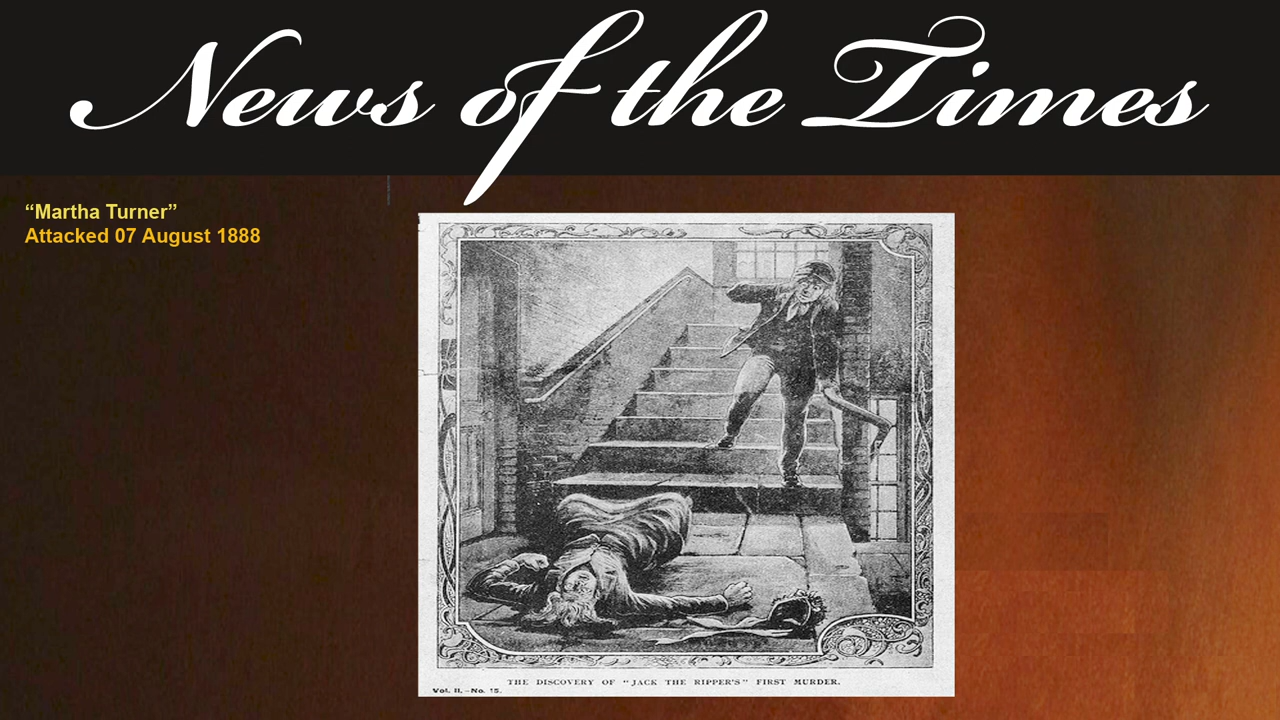 News of the Times
“Martha Turner”
Attacked 07 August 1888
THE DISCOVERY OF “JACK THE RIPPER'S” FIRST MURDER.
Vol. II.—No. 15.